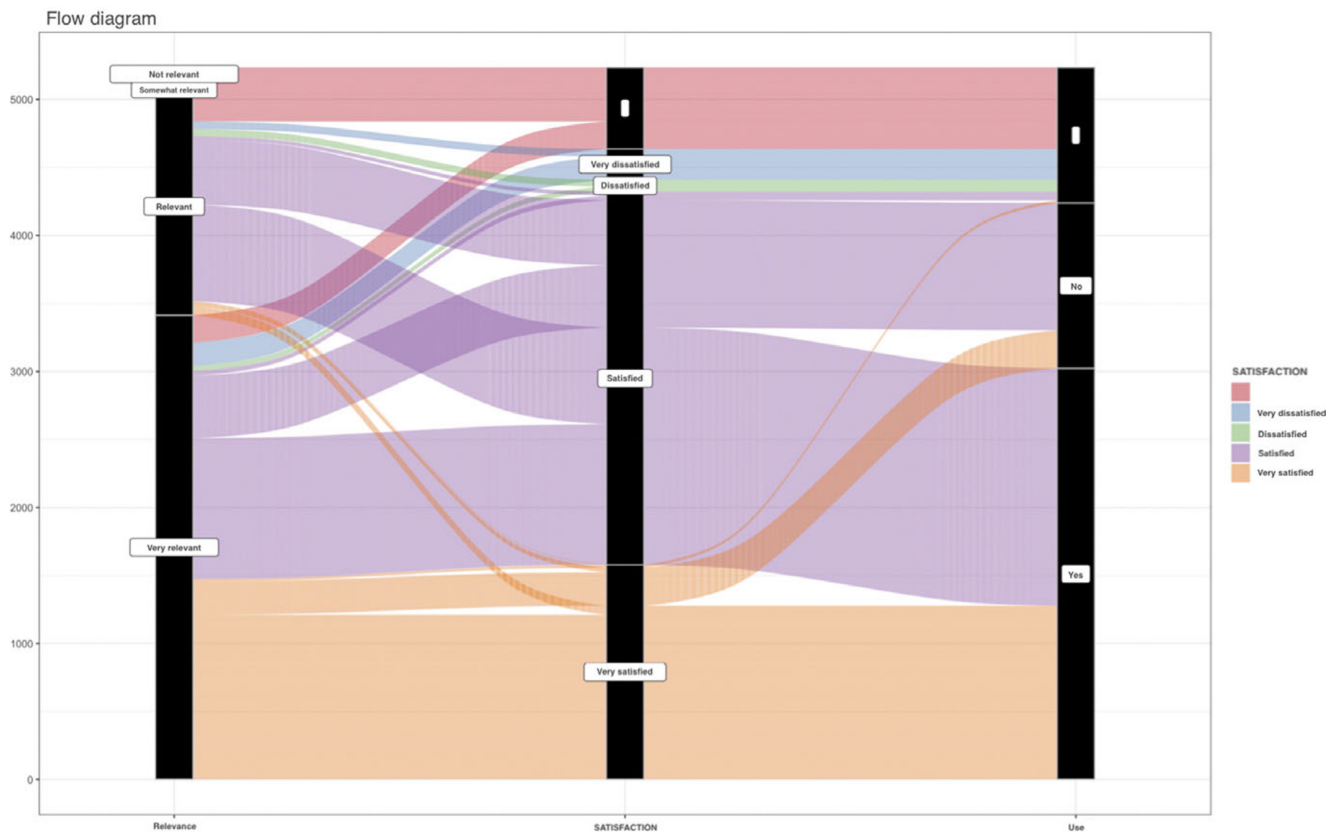 Flow diagram
5000
4000
3000
2000
1000
0
Not relevant
Somewhat relevant
Relevant
Very relevant
Very dissatisfied
Dissatisfied
Satisfied
Very satisfied
No
Yes
Relevance
SATISFACTION
Use
SATISFACTION
Very dissatisfied
Dissatisfied
Satisfied
Very satisfied